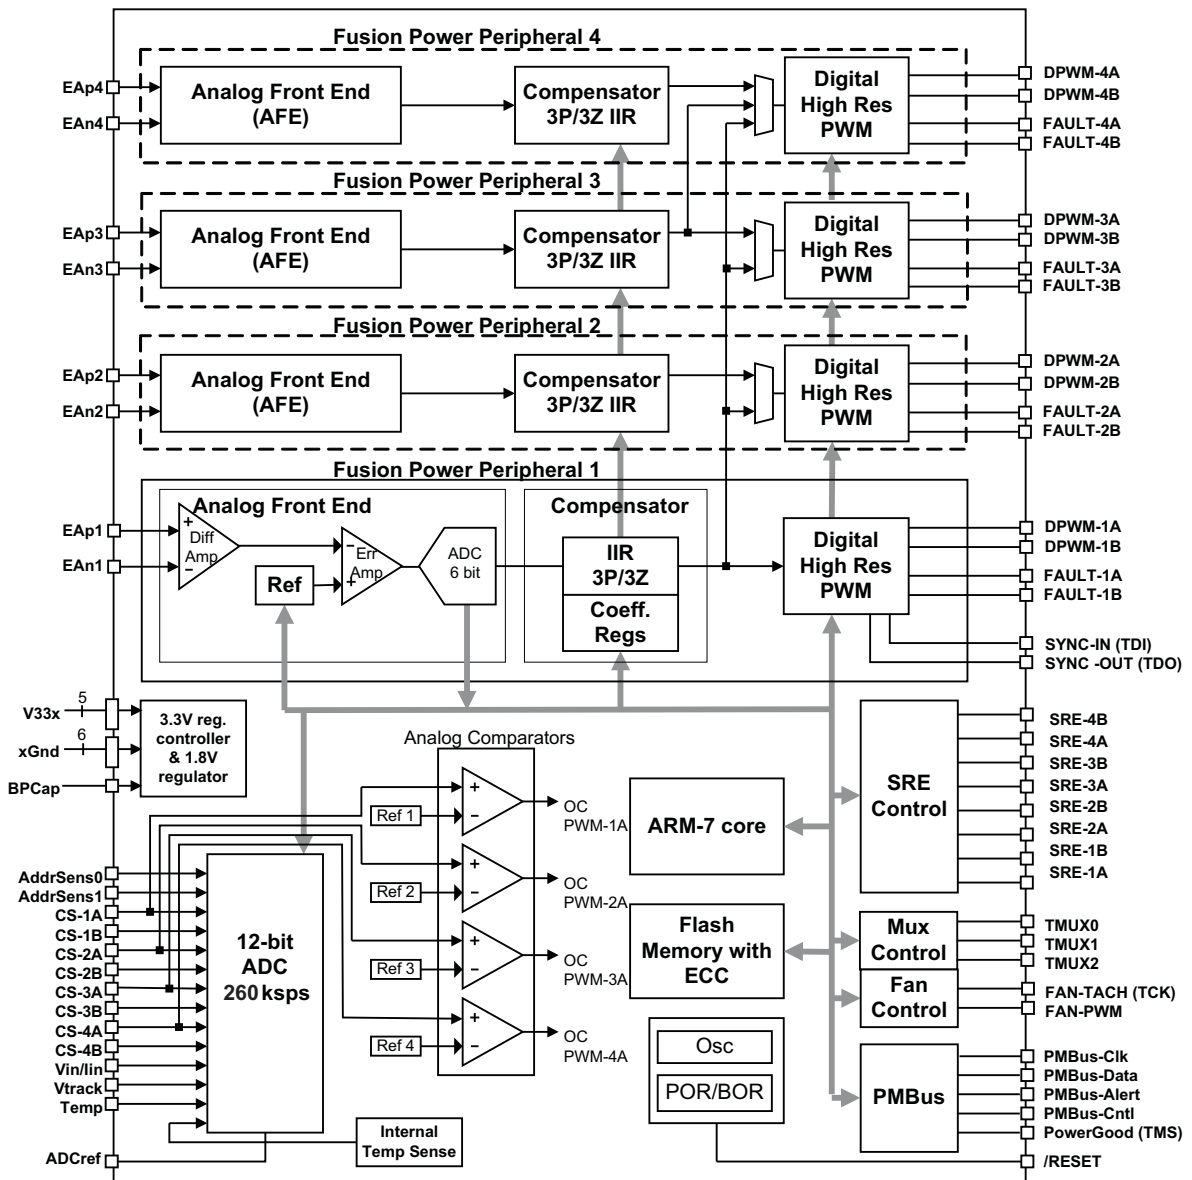 Fusion Power Peripheral 4
EAp4
EAn4
Analog Front End
(AFE)
Compensator
3P/3Z IIR
Digital
High Res
PWM
DPWM-4A
DPWM-4B
FAULT-4A
FAULT-4B
Fusion Power Peripheral 3
EAp3
EAn3
Analog Front End
(AFE)
Compensator
3P/3Z IIR
Digital
High Res
PWM
DPWM-3A
DPWM-3B
FAULT-3A
FAULT-3B
Fusion Power Peripheral 2
EAp2
EAn2
Analog Front End
(AFE)
Compensator
3P/3Z IIR
Digital
High Res
PWM
DPWM-2A
DPWM-2B
FAULT-2A
FAULT-2B
Fusion Power Peripheral 1
EAp1
EAn1
Analog Front End
+
Diff
Amp
−
Ref
−
Err
Amp
+
ADC
6 bit
Compensator
IIR
3P/3Z
Coeff.
Regs
Digital
High Res
PWM
DPWM-1A
DPWM-1B
FAULT-1A
FAULT-1B
SYNC-IN (TDI)
SYNC -OUT (TDO)
V33x
5
xGnd
6
BPCap
3.3V reg.
controller
& 1.8V
regulator
Analog Comparators
Ref 1
+
−
OC
PWM-1A
Ref 2
+
−
OC
PWM-2A
Ref 3
+
−
OC
PWM-3A
Ref 4
+
−
OC
PWM-4A
ARM-7 core
Flash
Memory with
ECC
Osc
POR/BOR
SRE
Control
SRE-4B
SRE-4A
SRE-3B
SRE-3A
SRE-2B
SRE-2A
SRE-1B
SRE-1A
Mux
Control
TMUX0
TMUX1
TMUX2
Fan
Control
FAN-TACH (TCK)
FAN-PWM
PMBus
PMBus-Clk
PMBus-Data
PMBus-Alert
PMBus-Cntl
PowerGood (TMS)
/RESET
AddrSens0
AddrSens1
CS-1A
CS-1B
CS-2A
CS-2B
CS-3A
CS-3B
CS-4A
CS-4B
Vin/Iin
Vtrack
Temp
ADCref
12-bit
ADC
260 ksps
Internal
Temp Sense